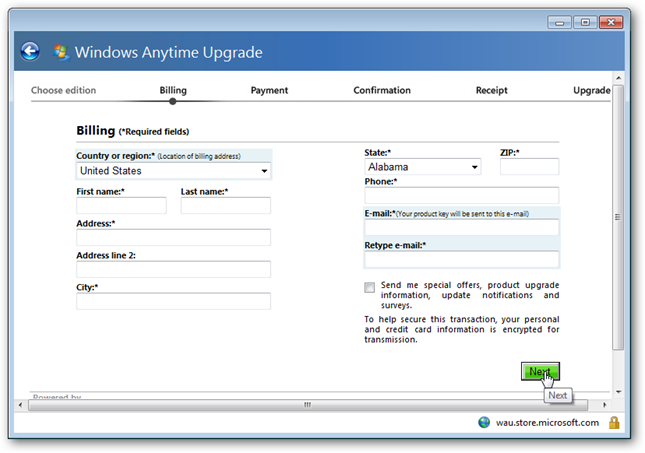 Windows Anytime Upgrade
Choose edition Billing Payment Confirmation Receipt Upgrade
Billing (*Required fields)
Country or region:* (Location of billing address)
United States
First name:* Last name:*
Address:*
Address line 2:
City:*
State:* ZIP:*
Alabama
Phone:*
E-mail:*(Your product key will be sent to this e-mail)
Retype e-mail:*
Send me special offers, product upgrade
information, update notifications and
surveys.
To help secure this transaction, your personal
and credit card information is encrypted for
transmission.
Next
Next
Powered by
wau.store.microsoft.com